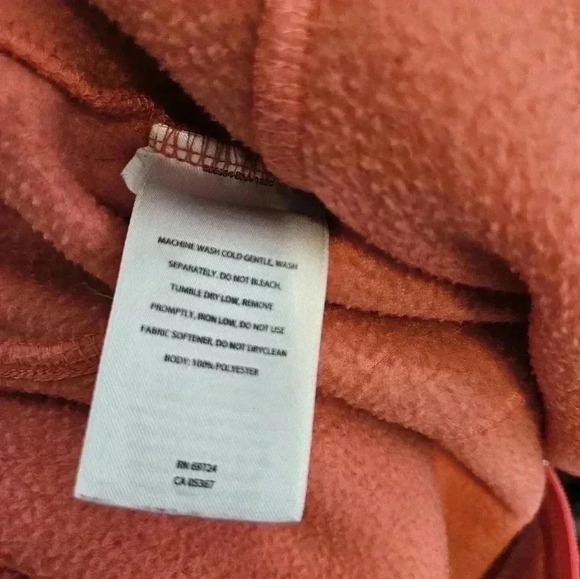 MACHINE WASH COLD GENTLE, WASH
SEPARATELY. DO NOT BLEACH.
TUMBLE DRY LOW, REMOVE
PROMPTLY, IRON LOW, DO NOT USE
FABRIC SOFTENER, DO NOT DRYCLEAN
BODY: 100% POLYESTER
RN 69724
CA 05367